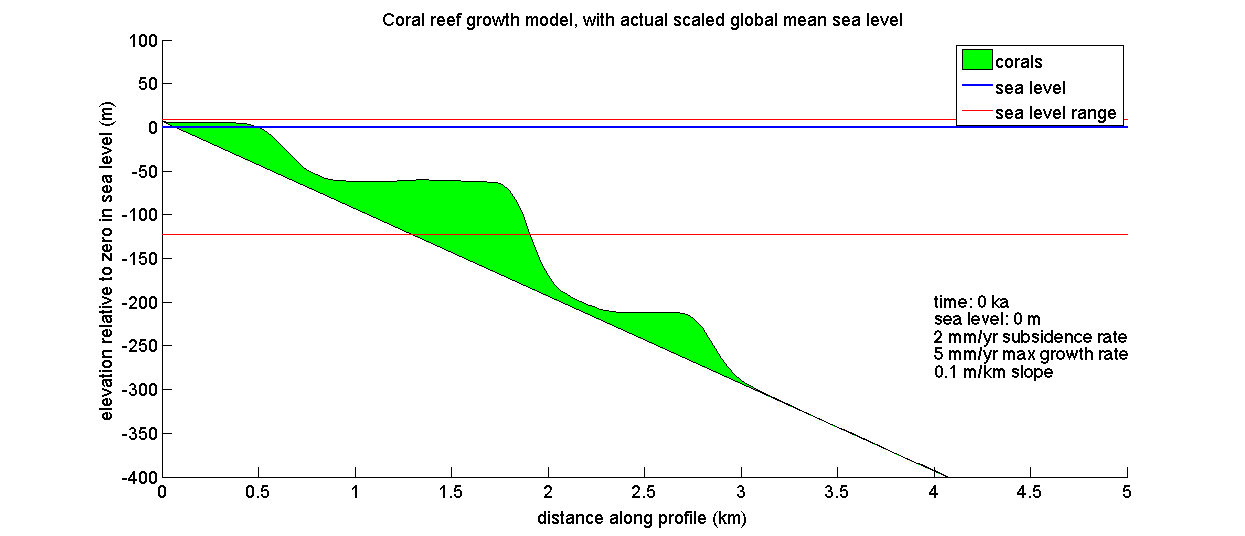 Coral reef growth model, with actual scaled global mean sea level
100
50
0
-50
-100
-150
-200
-250
-300
-350
-400
elevation relative to zero in sea level (m)
corals
sea level
sea level range
time: 0 ka
sea level: 0 m
2 mm/yr subsidence rate
5 mm/yr max growth rate
0.1 m/km slope
0 0.5 1 1.5 2 2.5 3 3.5 4 4.5 5
distance along profile (km)